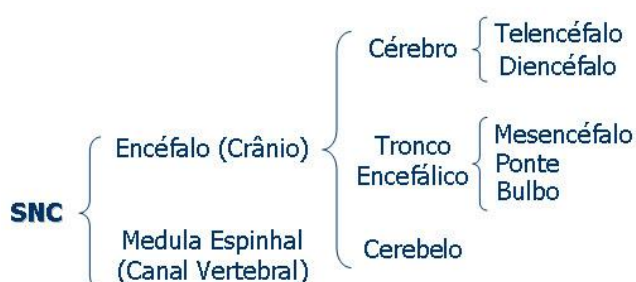 SNC
Encéfalo (Crânio)
Cérebro
Telencéfalo
Diencéfalo
Tronco
Encefálico
Mesencéfalo
Ponte
Bulbo
Cerebelo
Medula Espinhal
(Canal Vertebral)